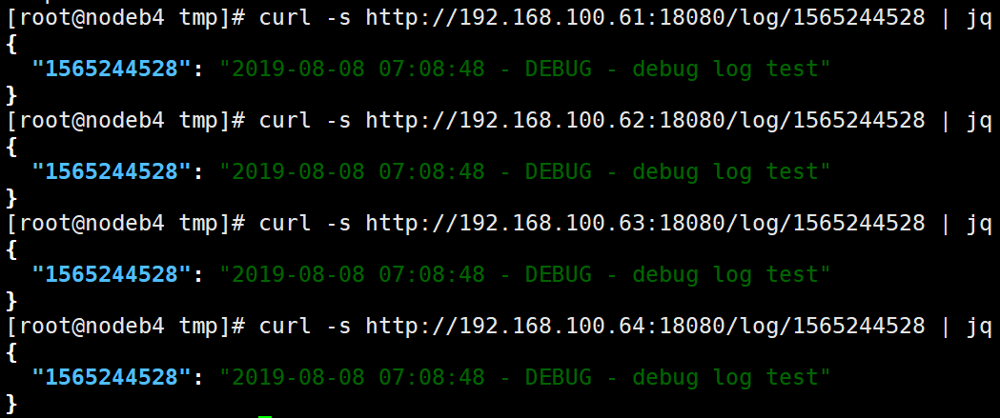 [root@nodeb4 tmp]# curl -s http://192.168.100.61:18080/log/1565244528 | jq
{
  "1565244528": "2019-08-08 07:08:48 - DEBUG - debug log test"
}
[root@nodeb4 tmp]# curl -s http://192.168.100.62:18080/log/1565244528 | jq
{
  "1565244528": "2019-08-08 07:08:48 - DEBUG - debug log test"
}
[root@nodeb4 tmp]# curl -s http://192.168.100.63:18080/log/1565244528 | jq
{
  "1565244528": "2019-08-08 07:08:48 - DEBUG - debug log test"
}
[root@nodeb4 tmp]# curl -s http://192.168.100.64:18080/log/1565244528 | jq
{
  "1565244528": "2019-08-08 07:08:48 - DEBUG - debug log test"
}